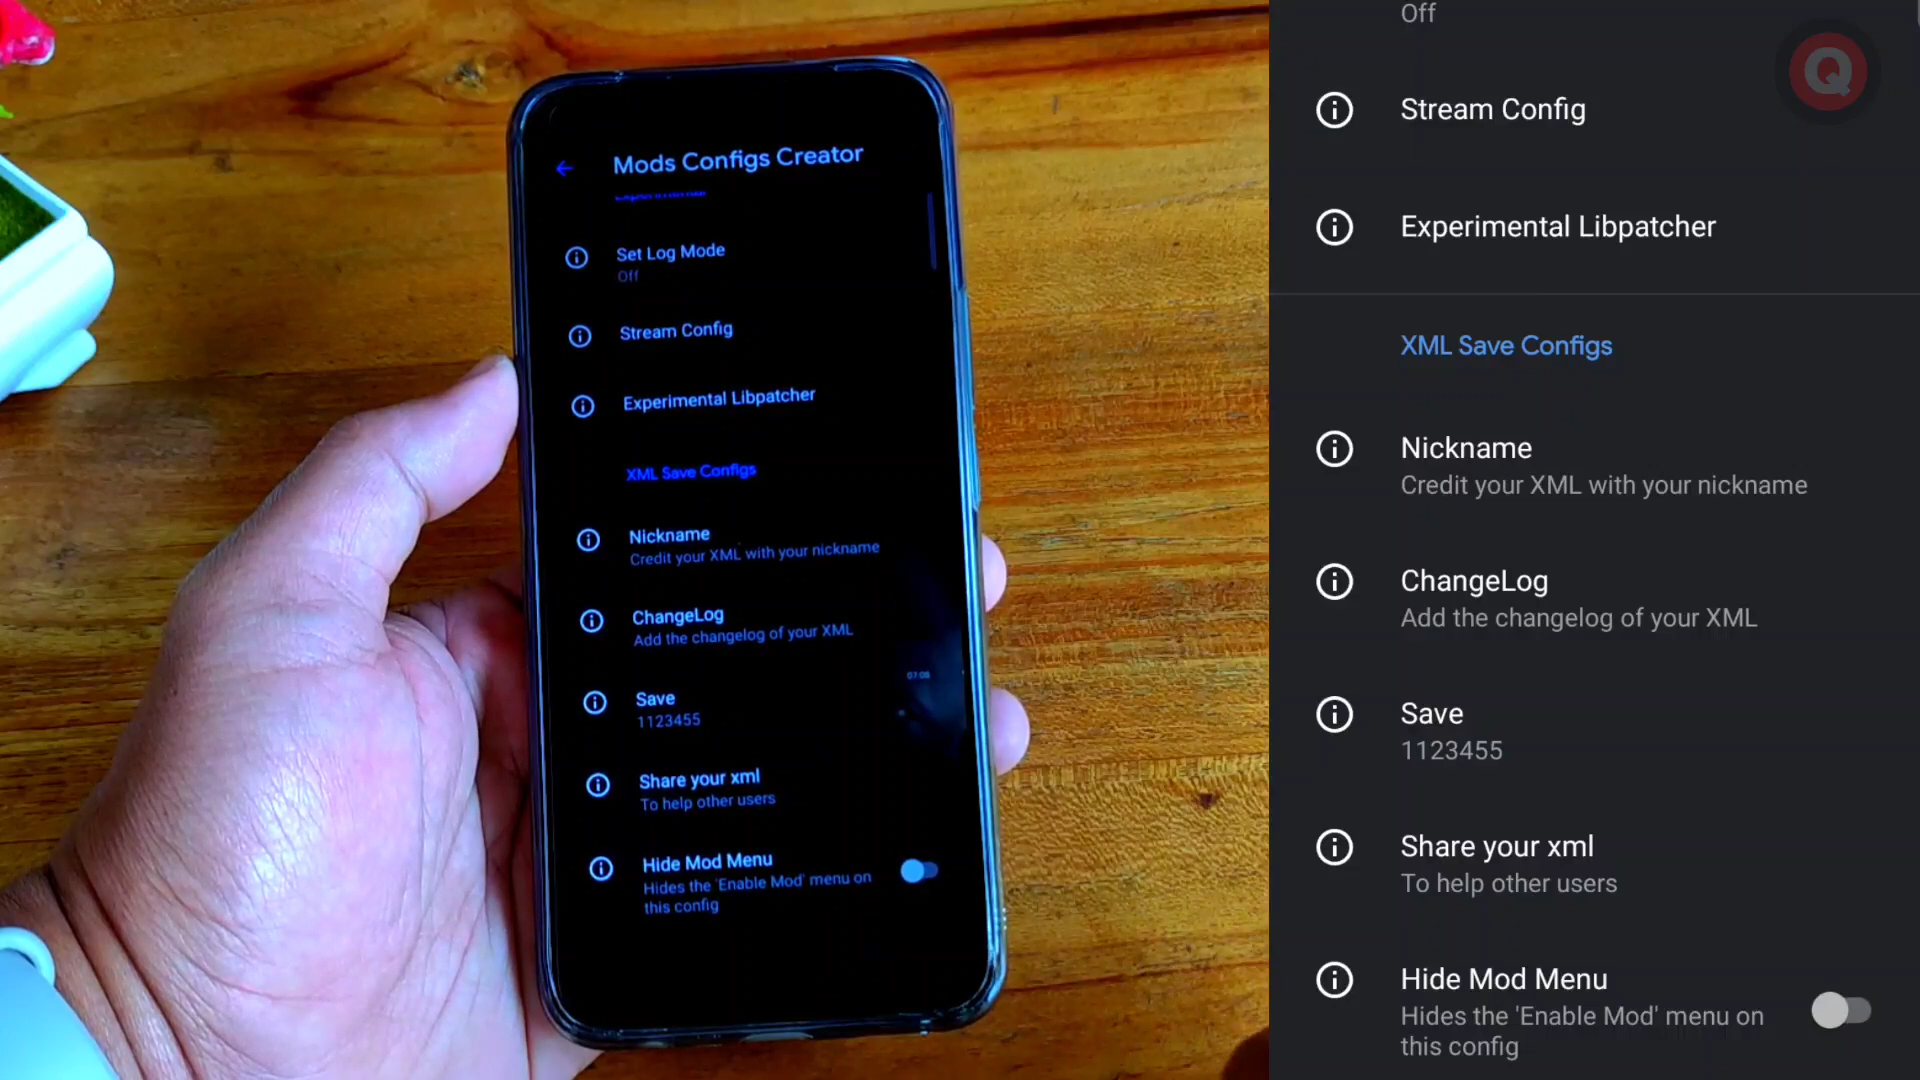 Mods Configs Creator
Set Log Mode
Off
Stream Config
Experimental Libpatcher
XML Save Configs
Nickname
Credit your XML with your nickname
ChangeLog
Add the changelog of your XML
07:08
Save
1123455
Share your xml
To help other users
Hide Mod Menu
Hides the 'Enable Mod' menu on
this config
Off
Q
Stream Config
Experimental Libpatcher
XML Save Configs
Nickname
Credit your XML with your nickname
ChangeLog
Add the changelog of your XML
Save
1123455
Share your xml
To help other users
Hide Mod Menu
Hides the 'Enable Mod' menu on
this config